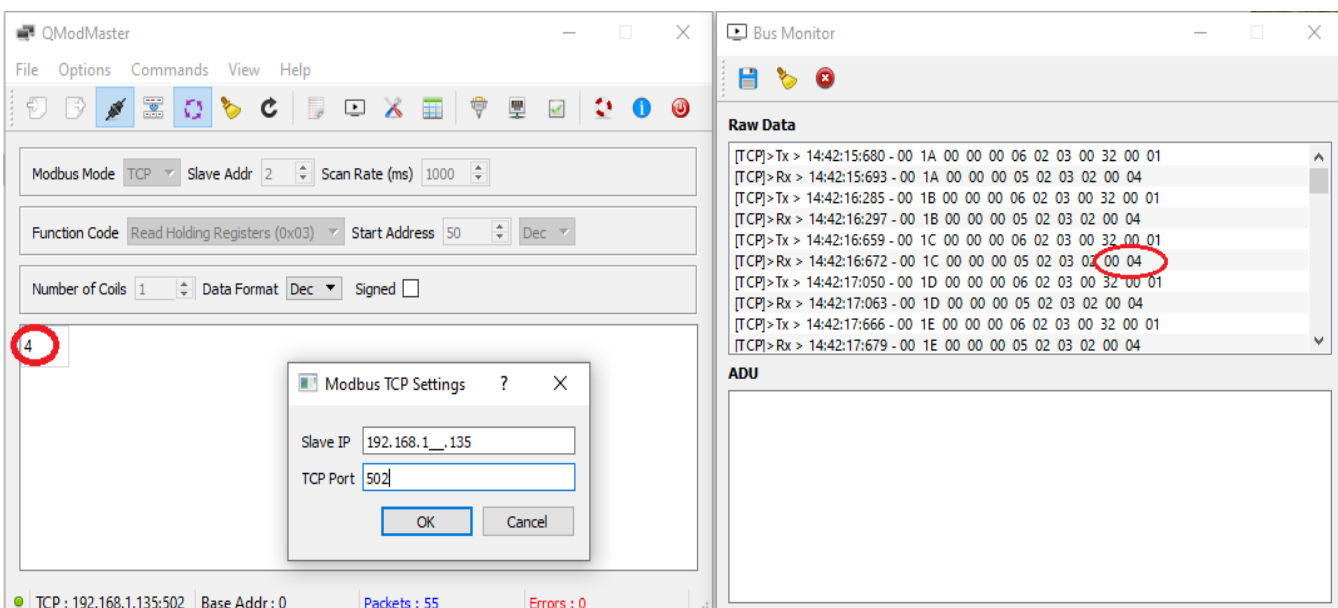 QModMaster
File Options Commands View Help
Modbus Mode TCP Slave Addr 2 Scan Rate (ms) 1000
Function Code Read Holding Registers (0x03) Start Address 50 Dec
Number of Coils 1 Data Format Dec Signed
4
Modbus TCP Settings ?
Slave IP 192.168.1__.135
TCP Port 502
OK Cancel
TCP : 192.168.1.135:502 Base Addr : 0 Packets : 55 Errors : 0
Bus Monitor
Raw Data
[TCP]>Tx > 14:42:15:680 - 00 1A 00 00 00 06 02 03 00 32 00 01
[TCP]>Rx > 14:42:15:693 - 00 1A 00 00 00 05 02 03 02 00 04
[TCP]>Tx > 14:42:16:285 - 00 1B 00 00 00 06 02 03 00 32 00 01
[TCP]>Rx > 14:42:16:297 - 00 1B 00 00 00 05 02 03 02 00 04
[TCP]>Tx > 14:42:16:659 - 00 1C 00 00 00 06 02 03 00 32 00 01
[TCP]>Rx > 14:42:16:672 - 00 1C 00 00 00 05 02 03 02 00 04
[TCP]>Tx > 14:42:17:050 - 00 1D 00 00 00 06 02 03 00 32 00 01
[TCP]>Rx > 14:42:17:063 - 00 1D 00 00 00 05 02 03 02 00 04
[TCP]>Tx > 14:42:17:666 - 00 1E 00 00 00 06 02 03 00 32 00 01
[TCP]>Rx > 14:42:17:679 - 00 1E 00 00 00 05 02 03 02 00 04
ADU